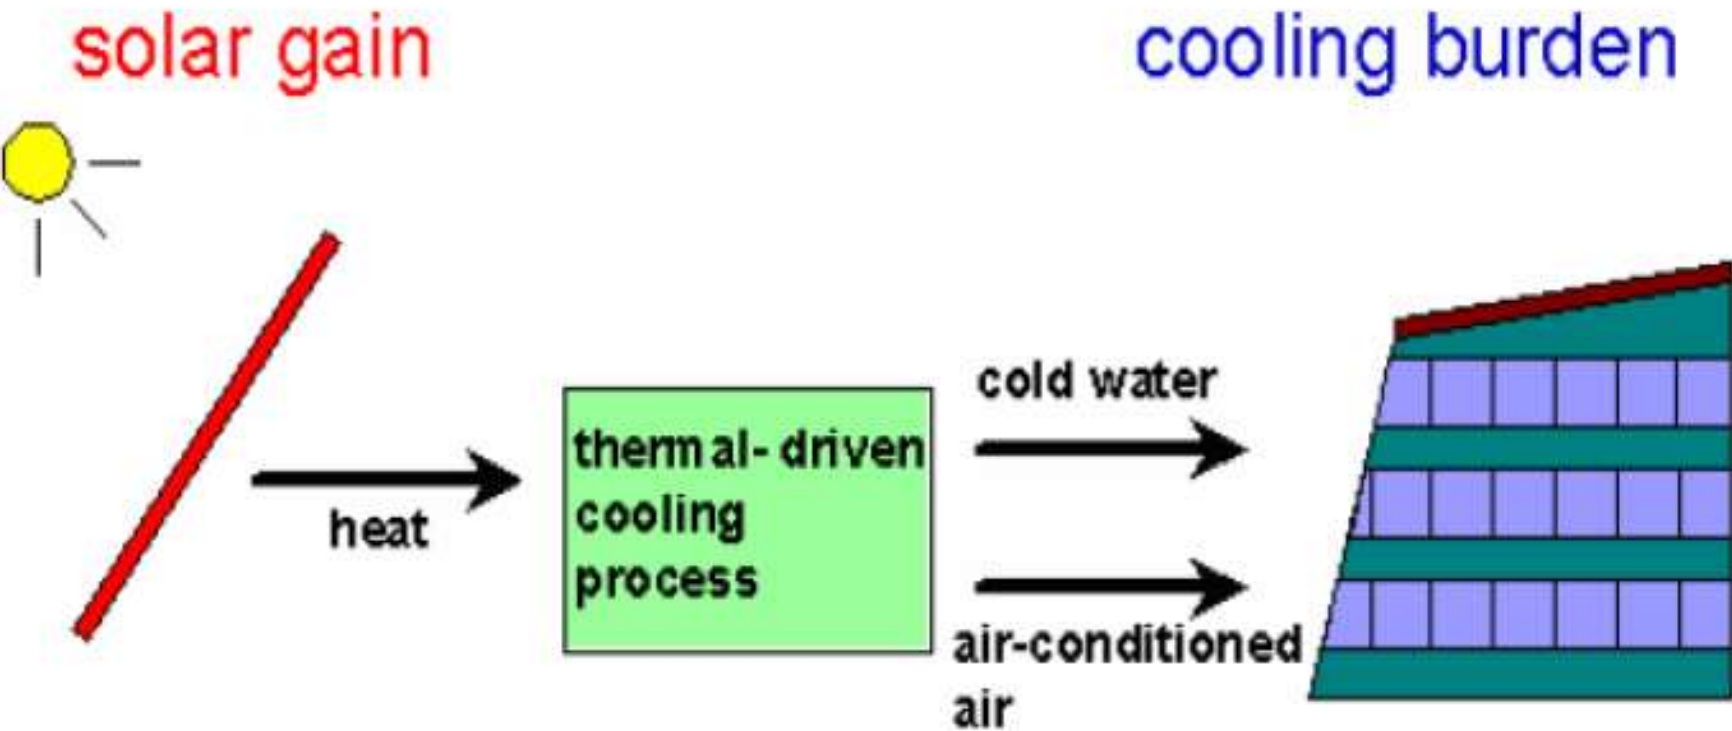 solar gain
cooling burden
heat
thermal-driven
cooling
process
cold water
air-conditioned
air